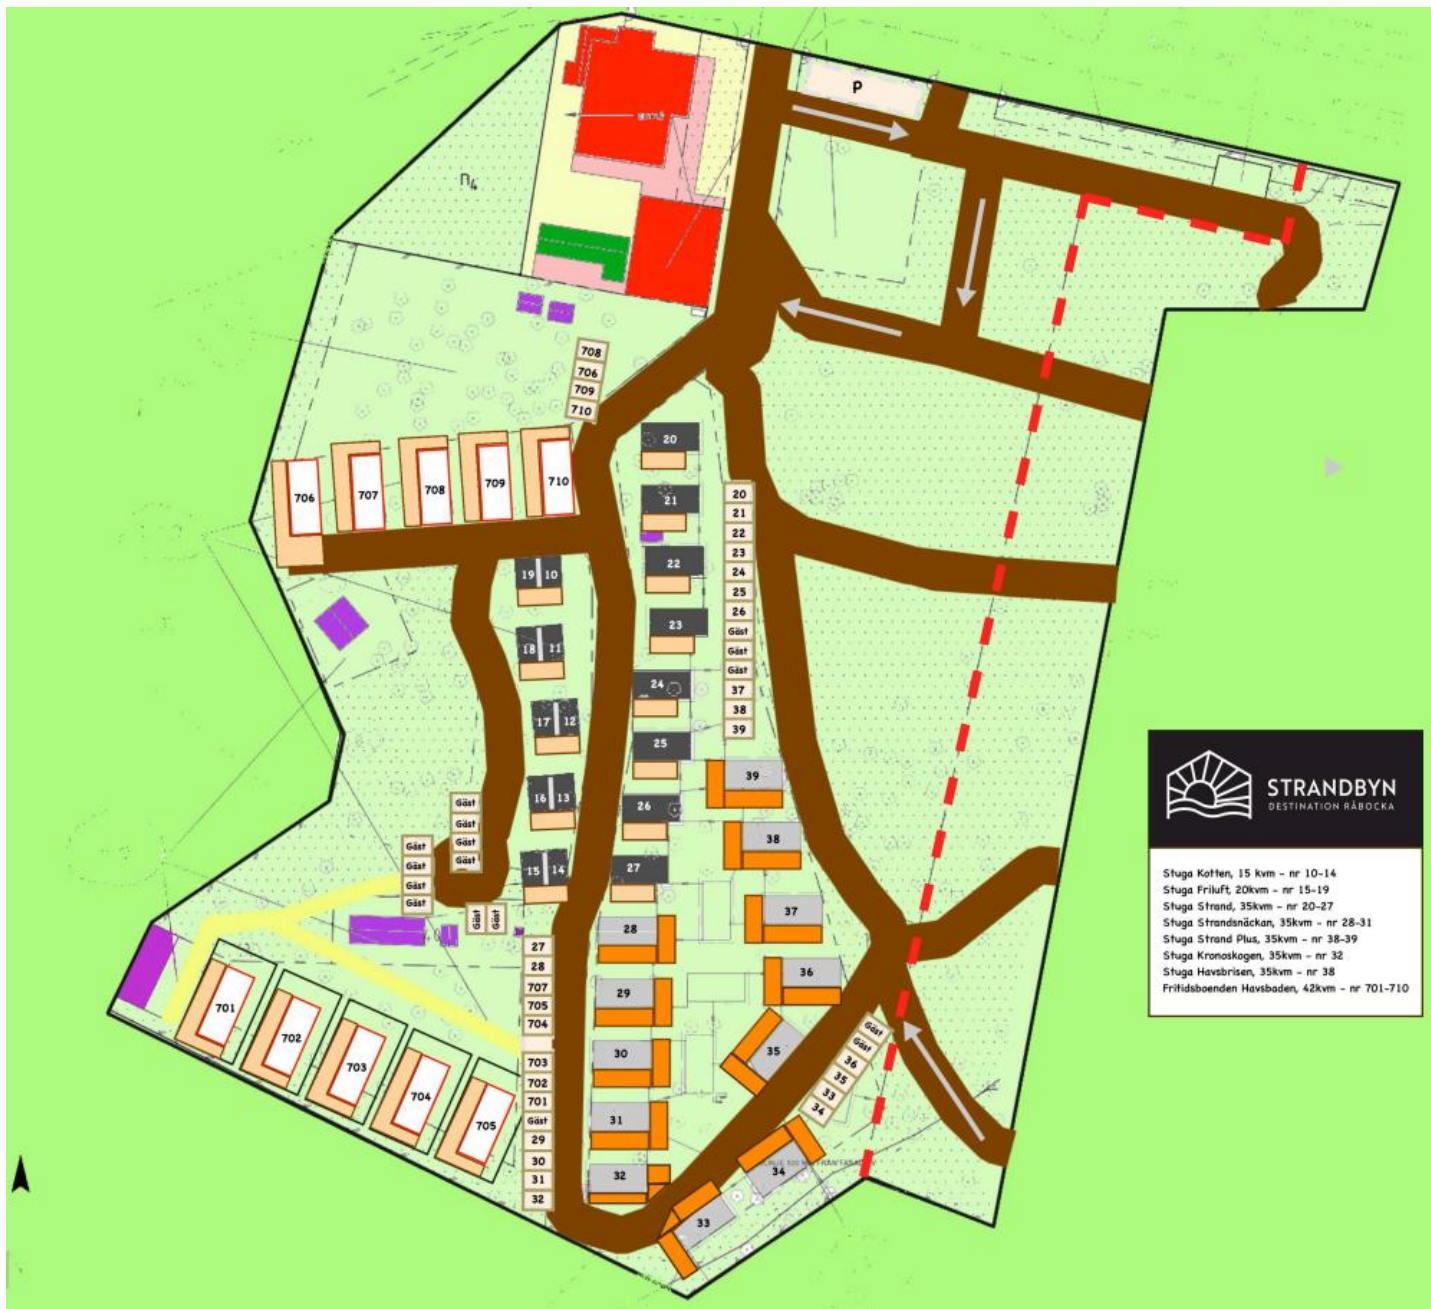 P
n₄
708
706
709
710
20
706
707
708
709
710
21
20
21
22
23
24
25
26
Gäst
Gäst
Gäst
37
38
39
22
19 10
23
18 11
24
17 12
25
39
16 13
26
38
Gäst
Gäst
Gäst
Gäst
Gäst
Gäst
Gäst
Gäst
15 14
27
37
Gäst
Gäst
28
36
27
28
707
705
704
703
702
701
Gäst
29
30
31
32
29
701
702
703
704
705
30
35
Gäst
Gäst
36
35
33
34
31
32
34
33
STRANDBYN
DESTINATION RÅBOCKA
Stuga Kotten, 15 kvm - nr 10-14
Stuga Friluft, 20kvm - nr 15-19
Stuga Strand, 35kvm - nr 20-27
Stuga Strandsnäckan, 35kvm - nr 28-31
Stuga Strand Plus, 35kvm - nr 38-39
Stuga Kronoskogen, 35kvm - nr 32
Stuga Havsbrisen, 35kvm - nr 38
Fritidsboenden Havsbaden, 42kvm - nr 701-710